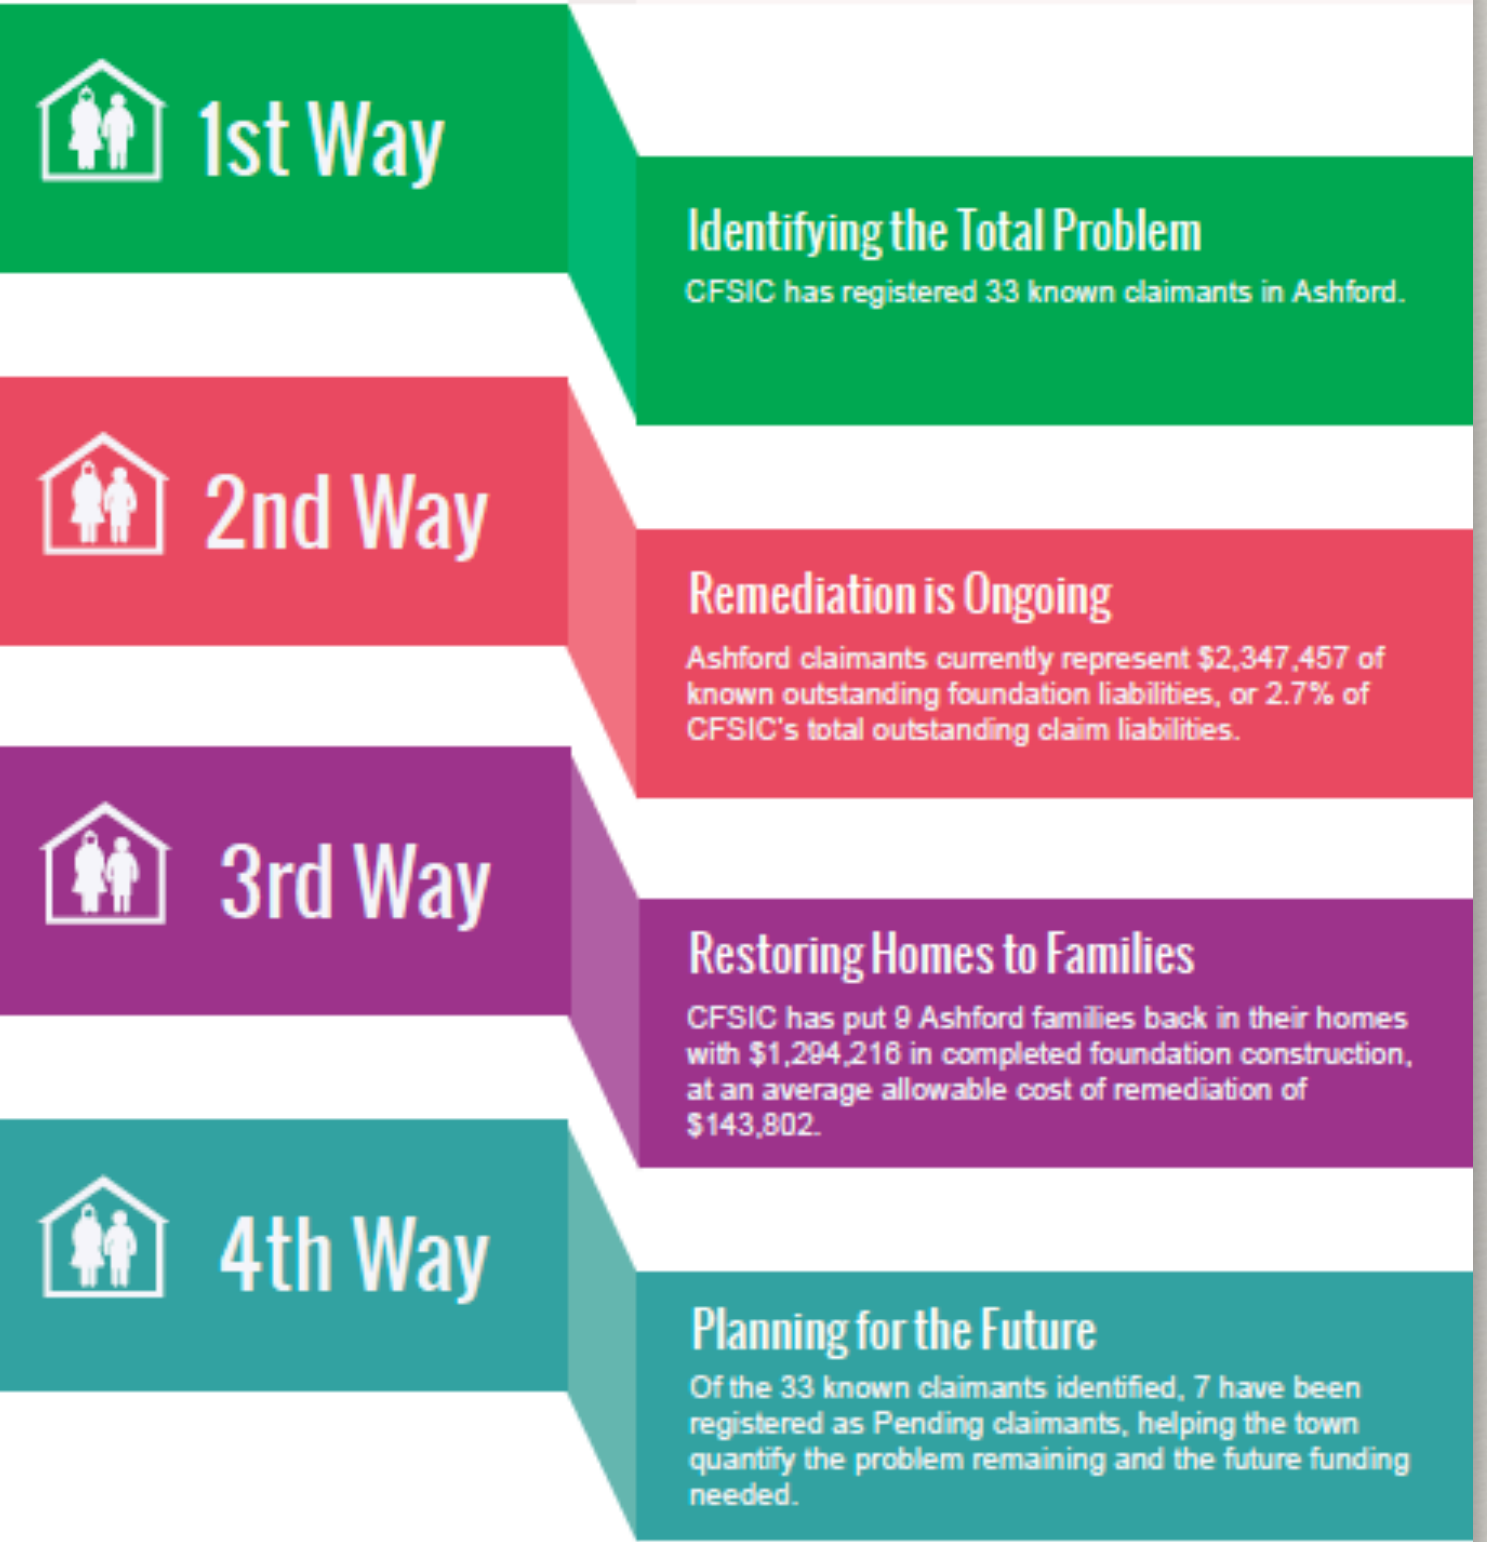 1st Way
Identifying the Total Problem
CFSIC has registered 33 known claimants in Ashford.
2nd Way
Remediation is Ongoing
Ashford claimants currently represent $2,347,457 of
known outstanding foundation liabilities, or 2.7% of
CFSIC's total outstanding claim liabilities.
3rd Way
Restoring Homes to Families
CFSIC has put 9 Ashford families back in their homes
with $1,294,216 in completed foundation construction,
at an average allowable cost of remediation of
$143,802.
4th Way
Planning for the Future
Of the 33 known claimants identified, 7 have been
registered as Pending claimants, helping the town
quantify the problem remaining and the future funding
needed.